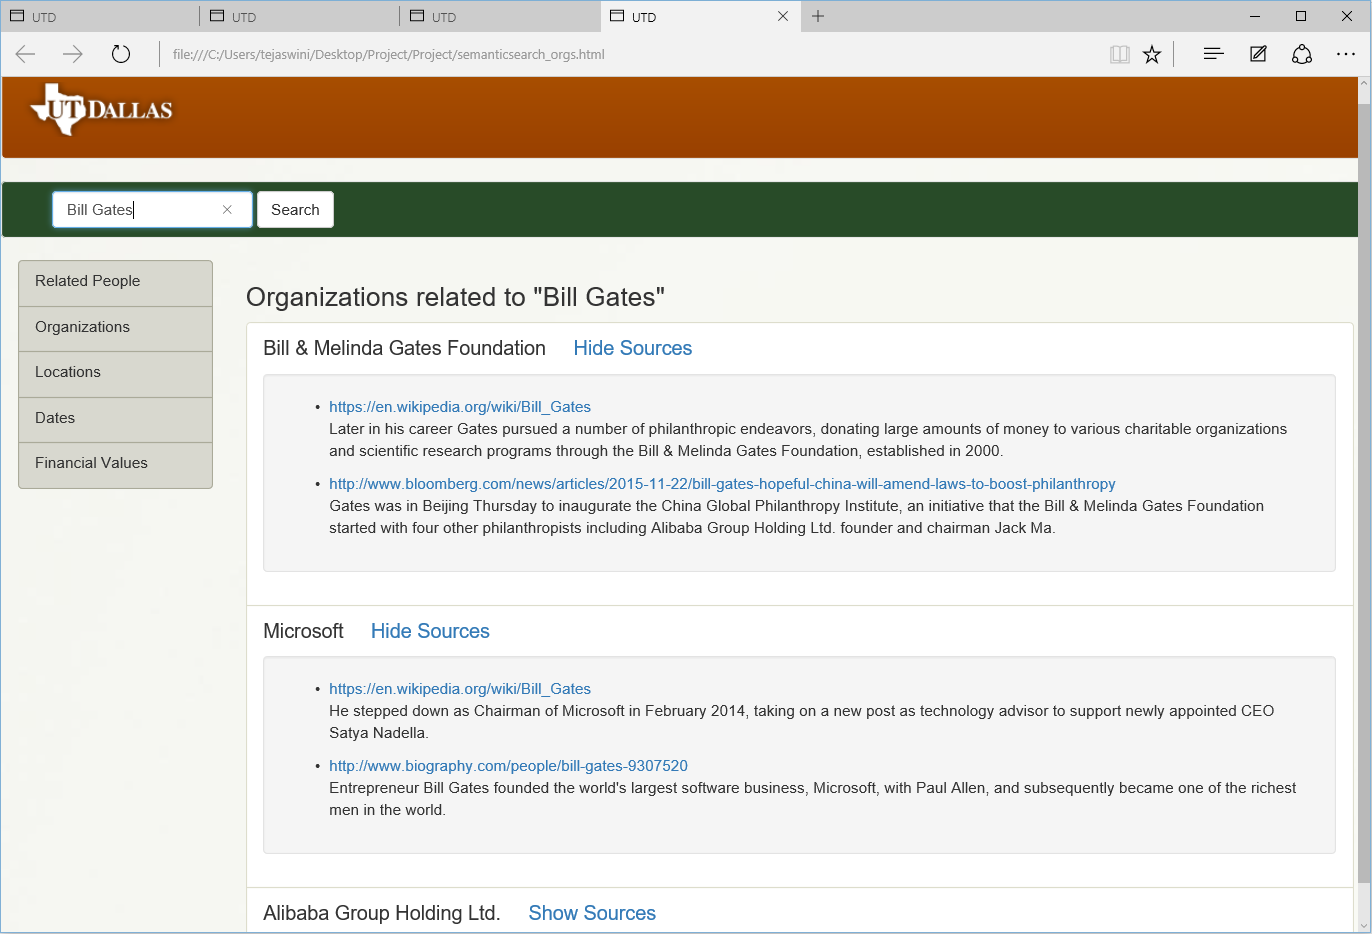 UTD
UTD
UTD
UTD
file:///C:/Users/tejaswini/Desktop/Project/Project/semanticsearch_orgs.html
UT DALLAS
Bill Gates
Search
Related People
Organizations
Locations
Dates
Financial Values
Organizations related to "Bill Gates"
Bill & Melinda Gates Foundation Hide Sources
• https://en.wikipedia.org/wiki/Bill_Gates
Later in his career Gates pursued a number of philanthropic endeavors, donating large amounts of money to various charitable organizations
and scientific research programs through the Bill & Melinda Gates Foundation, established in 2000.
• http://www.bloomberg.com/news/articles/2015-11-22/bill-gates-hopeful-china-will-amend-laws-to-boost-philanthropy
Gates was in Beijing Thursday to inaugurate the China Global Philanthropy Institute, an initiative that the Bill & Melinda Gates Foundation
started with four other philanthropists including Alibaba Group Holding Ltd. founder and chairman Jack Ma.
Microsoft Hide Sources
• https://en.wikipedia.org/wiki/Bill_Gates
He stepped down as Chairman of Microsoft in February 2014, taking on a new post as technology advisor to support newly appointed CEO
Satya Nadella.
• http://www.biography.com/people/bill-gates-9307520
Entrepreneur Bill Gates founded the world's largest software business, Microsoft, with Paul Allen, and subsequently became one of the richest
men in the world.
Alibaba Group Holding Ltd. Show Sources